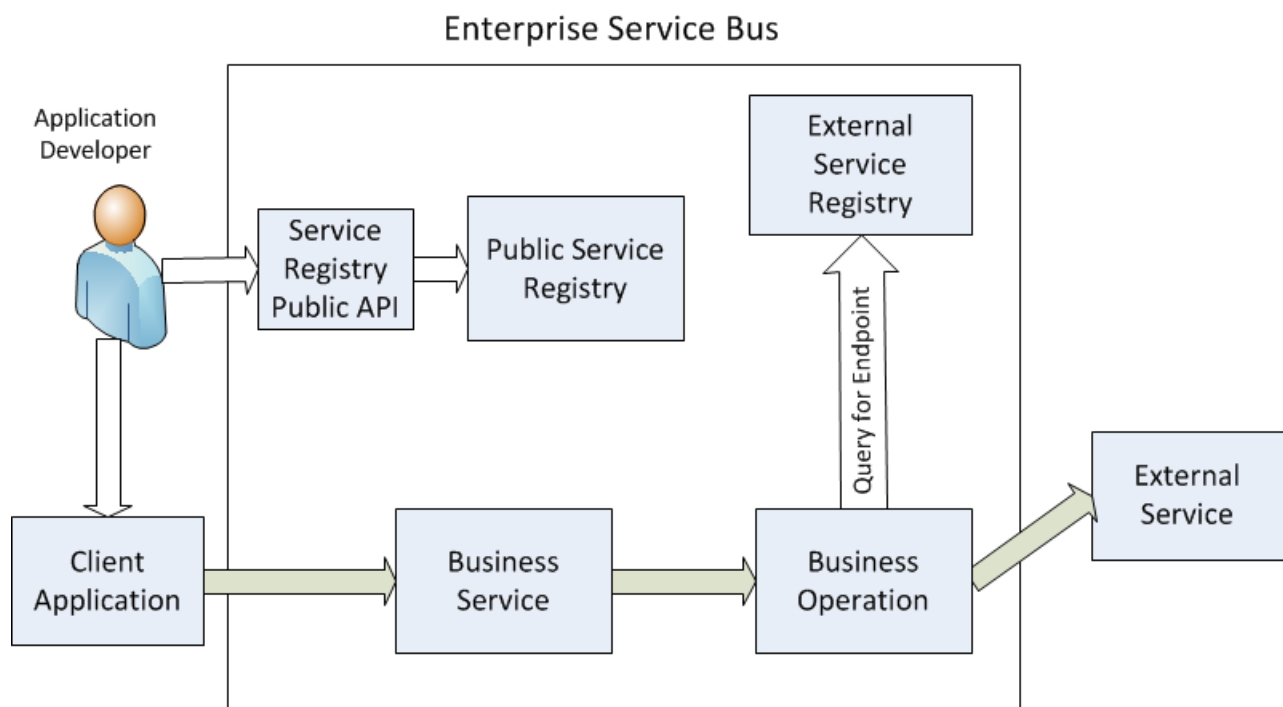 Enterprise Service Bus
Application
Developer
Service
Registry
Public API
Public Service
Registry
External
Service
Registry
Query for Endpoint
Client
Application
Business
Service
Business
Operation
External
Service